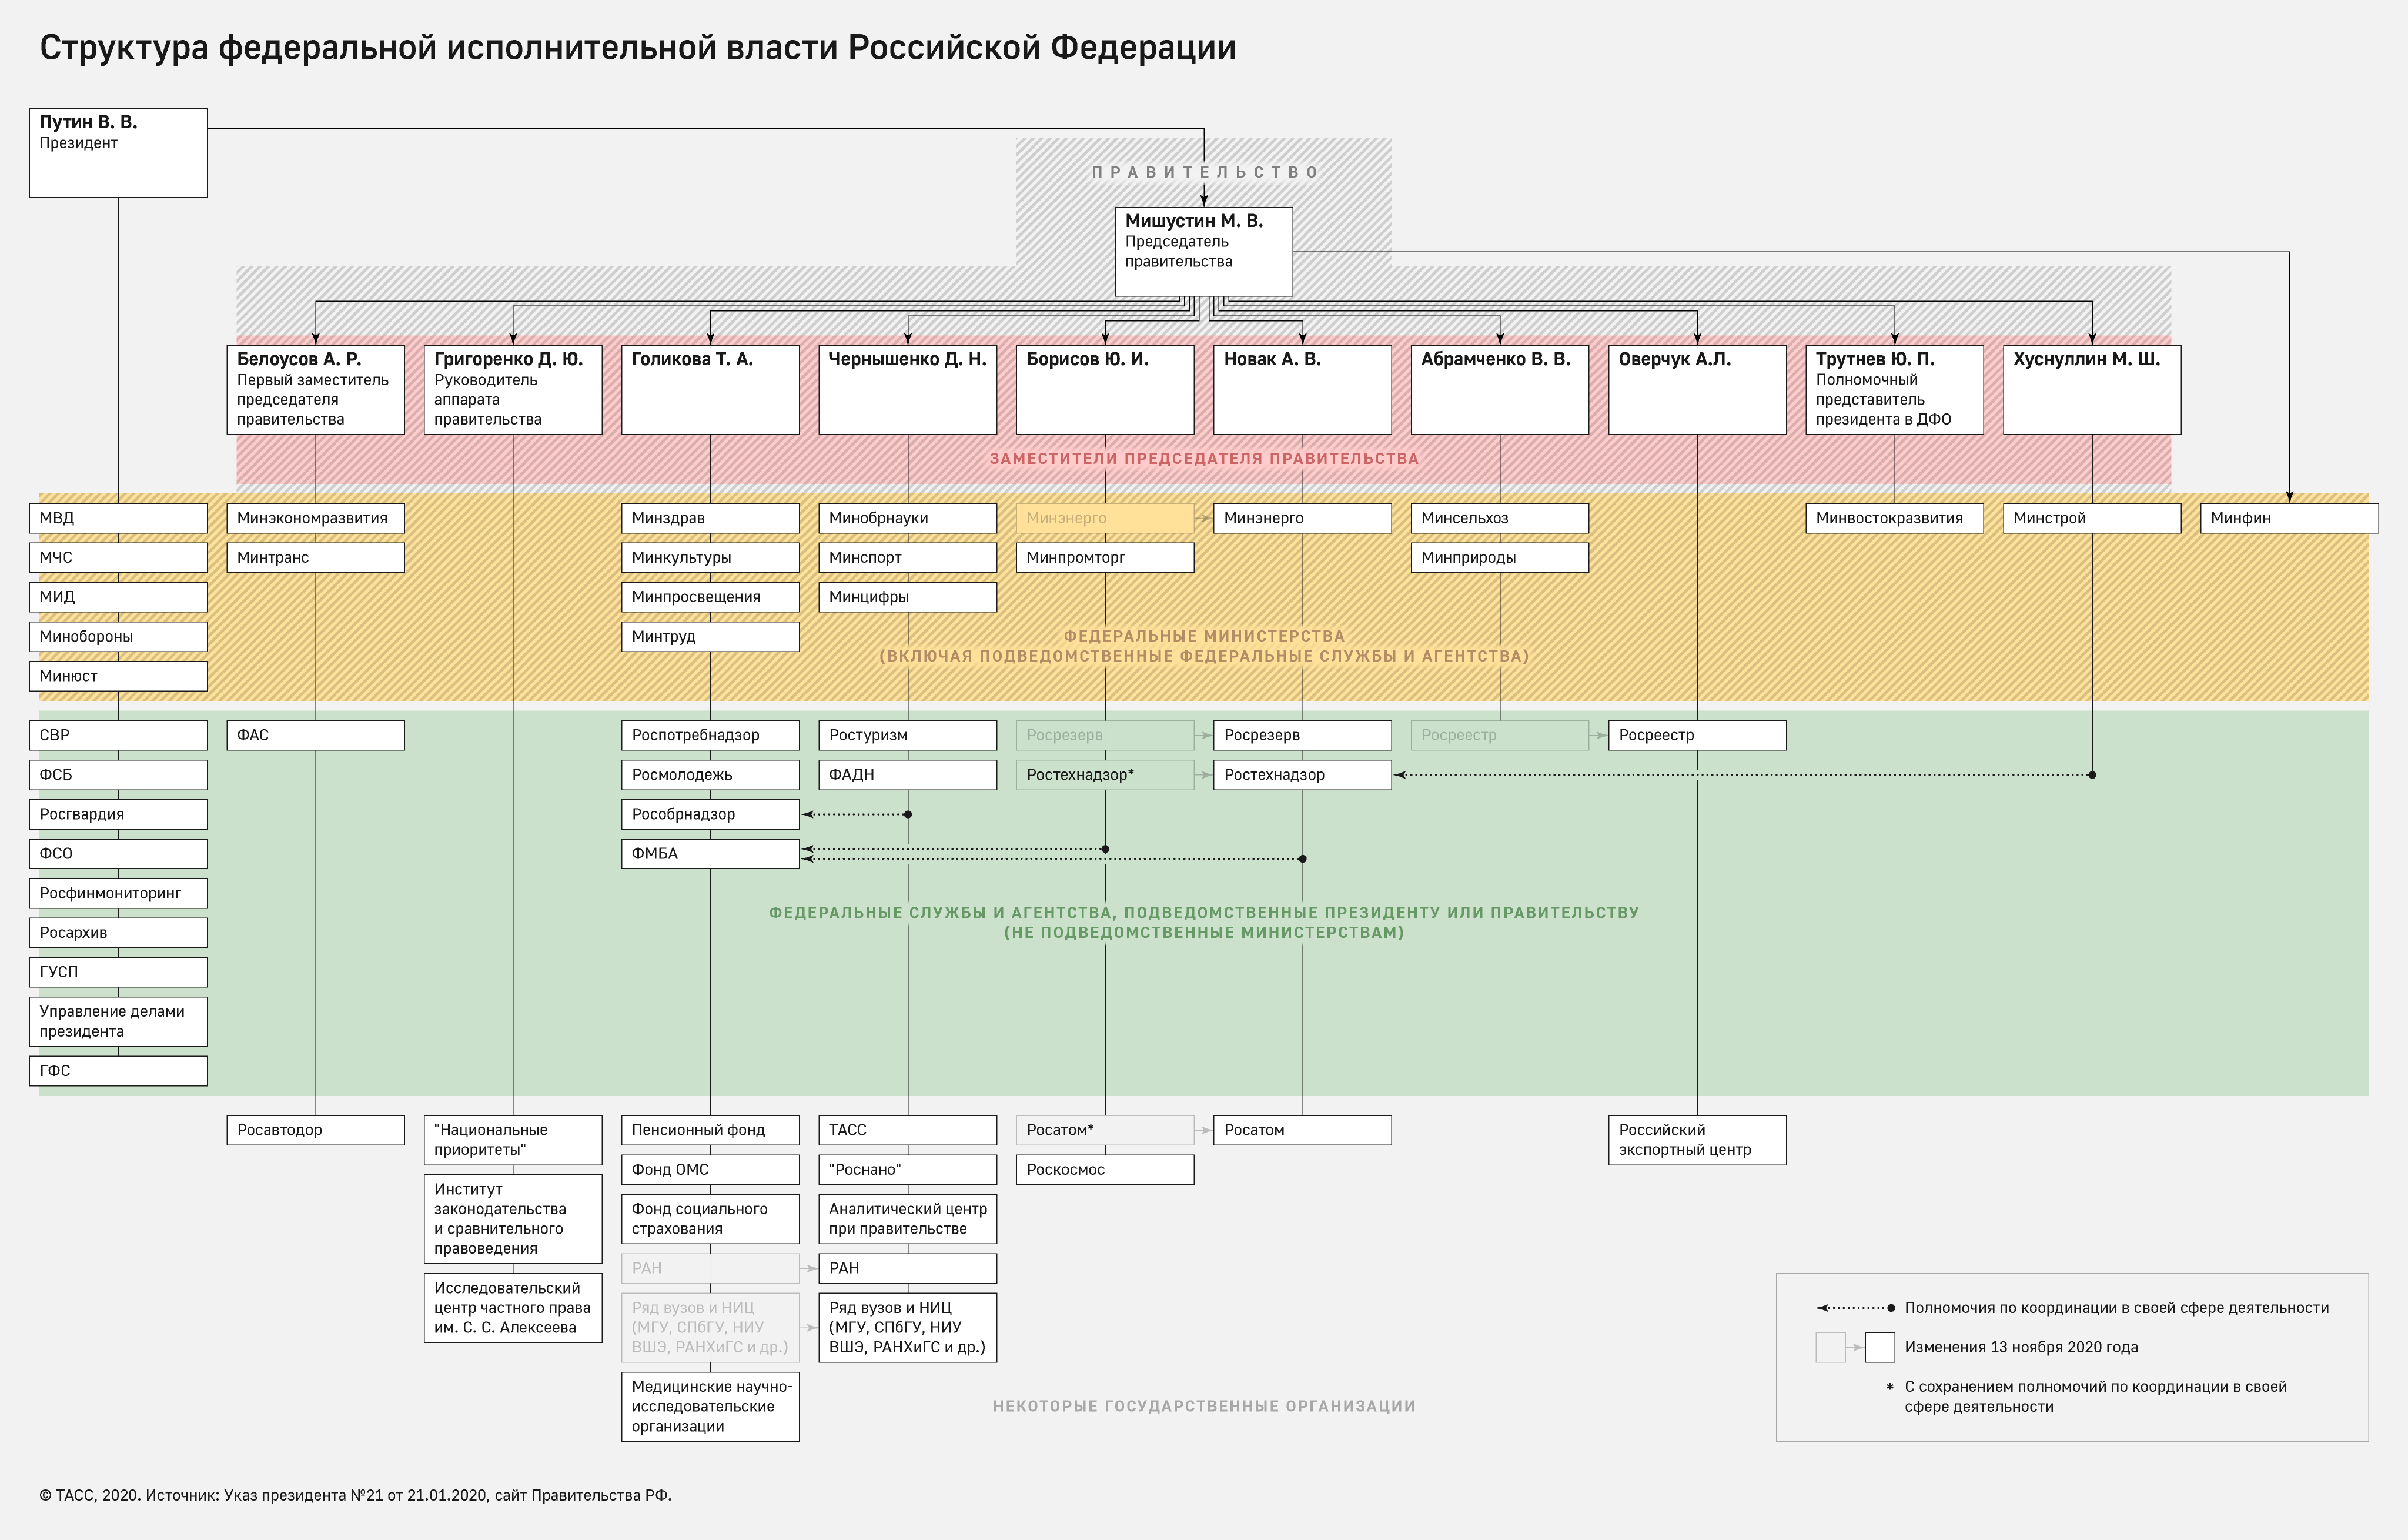 Структура федеральной исполнительной власти Российской Федерации
Путин В. В.
Президент
ПРАВИТЕЛЬСТВО
Мишустин М. В.
Председатель
правительства
Белоусов А. Р.
Первый заместитель
председателя
правительства
Григоренко Д. Ю.
Руководитель
аппарата
правительства
Голикова Т. А.
Чернышенко Д. Н.
Борисов Ю. И.
Новак А. В.
Абрамченко В. В.
Оверчук А.Л.
Трутнев Ю. П.
Полномочный
представитель
президента в ДФО
Хуснуллин М. Ш.
ЗАМЕСТИТЕЛИ ПРЕДСЕДАТЕЛЯ ПРАВИТЕЛЬСТВА
МВД
Минэкономразвития
Минздрав
Минобрнауки
Минэнерго
Минэнерго
Минсельхоз
Минвостокразвития
Минстрой
Минфин
МЧС
Минтранс
Минкультуры
Минспорт
Минпромторг
Минприроды
МИД
Минпросвещения
Минцифры
Минобороны
Минтруд
ФЕДЕРАЛЬНЫЕ МИНИСТЕРСТВА
(ВКЛЮЧАЯ ПОДВЕДОМСТВЕННЫЕ ФЕДЕРАЛЬНЫЕ СЛУЖБЫ И АГЕНТСТВА)
Минюст
СВР
ФАС
Роспотребнадзор
Ростуризм
Росрезерв
Росрезерв
Росреестр
Росреестр
ФСБ
Росмолодежь
ФАДН
Ростехнадзор*
Ростехнадзор
Росгвардия
Рособрнадзор
ФСО
ФМБА
Росфинмониторинг
ФЕДЕРАЛЬНЫЕ СЛУЖБЫ И АГЕНТСТВА, ПОДВЕДОМСТВЕННЫЕ ПРЕЗИДЕНТУ ИЛИ ПРАВИТЕЛЬСТВУ
(НЕ ПОДВЕДОМСТВЕННЫЕ МИНИСТЕРСТВАМ)
Росархив
ГУСП
Управление делами
президента
ГФС
Росавтодор
"Национальные
приоритеты"
Институт
законодательства
и сравнительного
правоведения
Исследовательский
центр частного права
им. С. С. Алексеева
Пенсионный фонд
Фонд ОМС
Фонд социального
страхования
РАН
Ряд вузов и НИЦ
(МГУ, СПбГУ, НИУ
ВШЭ, РАНХиГС и др.)
Медицинские научно-
исследовательские
организации
ТАСС
"Роснано"
Аналитический центр
при правительстве
РАН
Ряд вузов и НИЦ
(МГУ, СПбГУ, НИУ
ВШЭ, РАНХиГС и др.)
Росатом*
Роскосмос
Росатом
Российский
экспортный центр
НЕКОТОРЫЕ ГОСУДАРСТВЕННЫЕ ОРГАНИЗАЦИИ
Полномочия по координации в своей сфере деятельности
Изменения 13 ноября 2020 года
* С сохранением полномочий по координации в своей
сфере деятельности
© ТАСС, 2020. Источник: Указ президента №21 от 21.01.2020, сайт Правительства РФ.